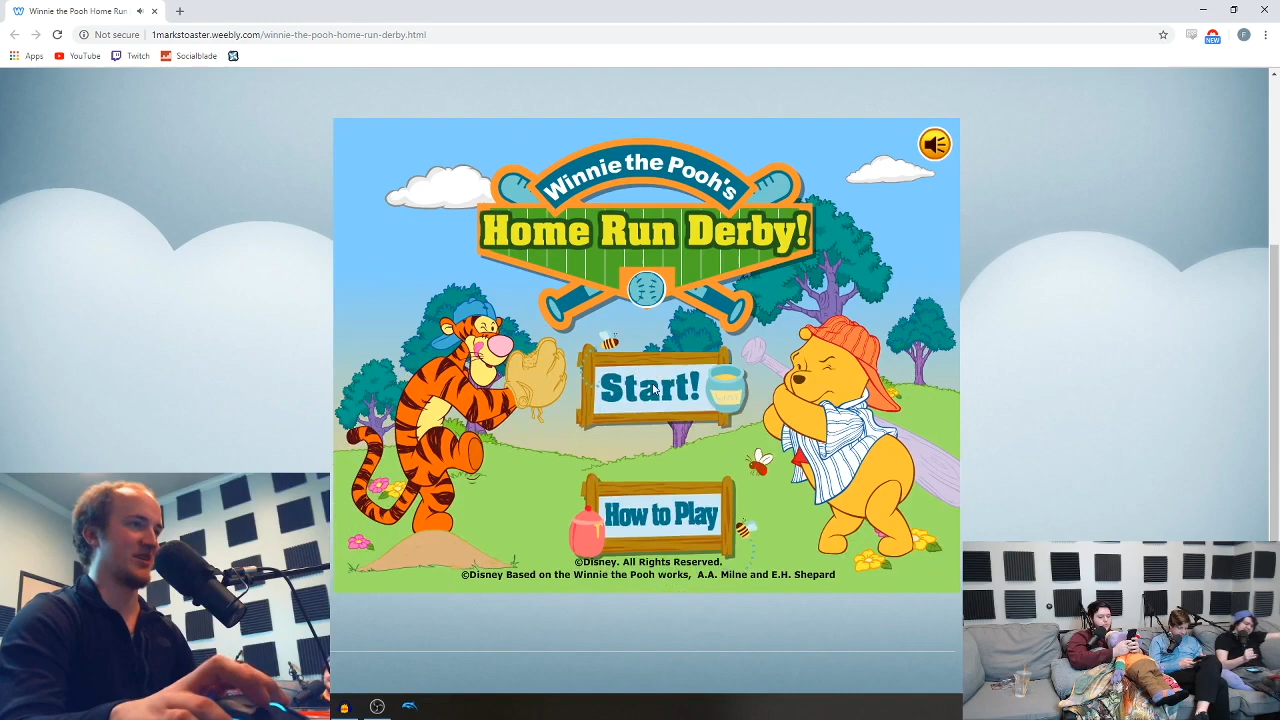 Winnie the Pooh Home Run
Not secure
1markstoaster.weebly.com/winnie-the-pooh-home-run-derby.html
NEW
F
Apps
YouTube
Twitch
Socialblade
Winnie the Pooh's
Home Run Derby!
Start!
How to Play
©Disney. All Rights Reserved.
©Disney Based on the Winnie the Pooh works, A.A. Milne and E.H. Shepard